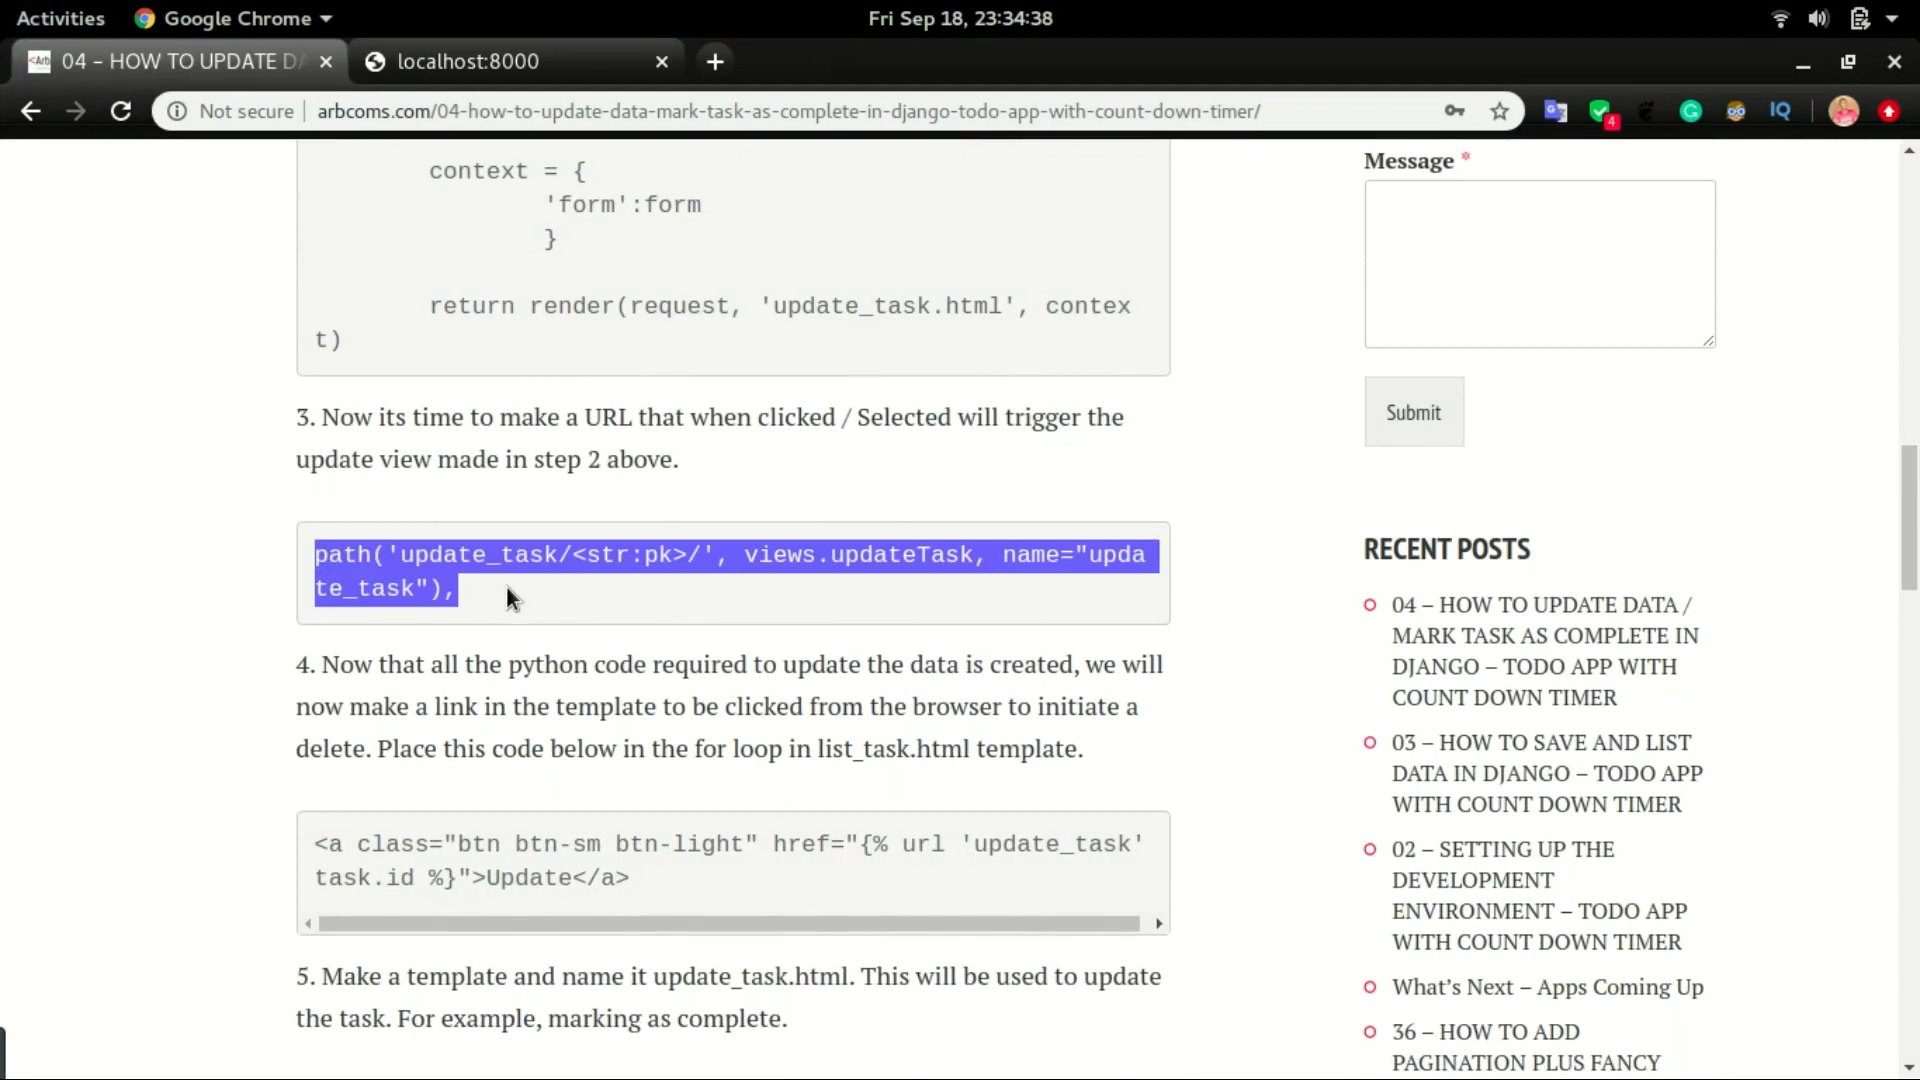 Activities
Google Chrome
Fri Sep 18, 23:34:38
<Arb
04 – HOW TO UPDATE DA
localhost:8000
Not secure
arbcoms.com/04-how-to-update-data-mark-task-as-complete-in-django-todo-app-with-count-down-timer/
4
IQ
context = {
'form':form
}
return render(request, 'update_task.html', contex
t)
3. Now its time to make a URL that when clicked / Selected will trigger the
update view made in step 2 above.
path('update_task/<str:pk>/', views.updateTask, name="upda
te_task"),
4. Now that all the python code required to update the data is created, we will
now make a link in the template to be clicked from the browser to initiate a
delete. Place this code below in the for loop in list_task.html template.
<a class="btn btn-sm btn-light" href="{% url 'update_task'
task.id %}">Update</a>
5. Make a template and name it update_task.html. This will be used to update
the task. For example, marking as complete.
Message *
Submit
RECENT POSTS
04 – HOW TO UPDATE DATA /
MARK TASK AS COMPLETE IN
DJANGO – TODO APP WITH
COUNT DOWN TIMER
03 – HOW TO SAVE AND LIST
DATA IN DJANGO – TODO APP
WITH COUNT DOWN TIMER
02 – SETTING UP THE
DEVELOPMENT
ENVIRONMENT – TODO APP
WITH COUNT DOWN TIMER
What's Next – Apps Coming Up
36 – HOW TO ADD
PAGINATION PLUS FANCY